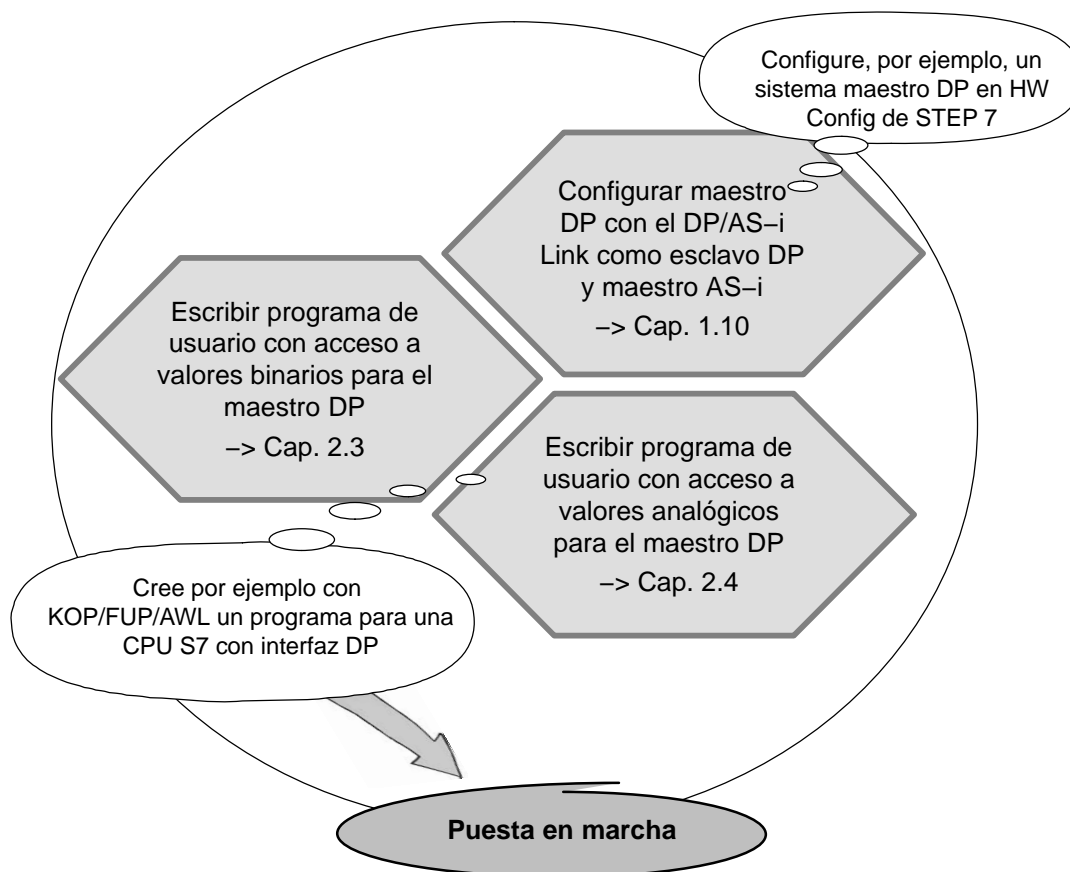 Configure, por ejemplo, un
sistema maestro DP en HW
Config de STEP 7
Configurar maestro
DP con el DP/AS−i
Link como esclavo DP
y maestro AS−i
−> Cap. 1.10
Escribir programa de
usuario con acceso a
valores binarios para el
maestro DP
−> Cap. 2.3
Escribir programa de
usuario con acceso a
valores analógicos
para el maestro DP
−> Cap. 2.4
Cree por ejemplo con
KOP/FUP/AWL un programa para una
CPU S7 con interfaz DP
Puesta en marcha